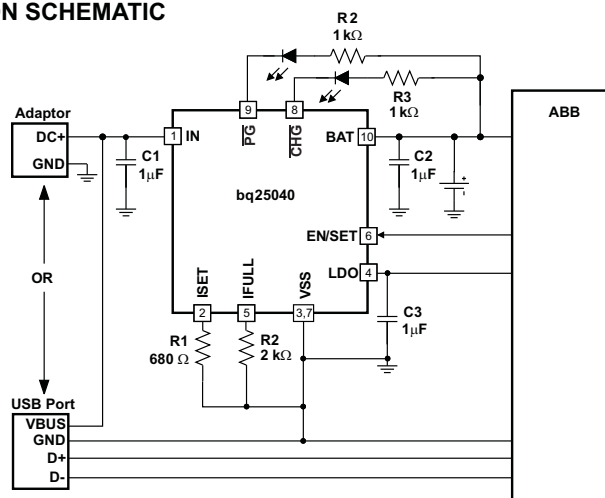 ON SCHEMATIC
R2
1 kΩ
R3
1kΩ
ABB
Adaptor
DC+
GND
C1
1μF
1
IN
9
PG
8
CHG
BAT
10
C2
1μF
+
-
bq25040
EN/SET
6
LDO
4
OR
ISET
2
IFULL
5
VSS
3,7
C3
1μF
R1
680 Ω
R2
2 kΩ
USB Port
VBUS
GND
D+
D-